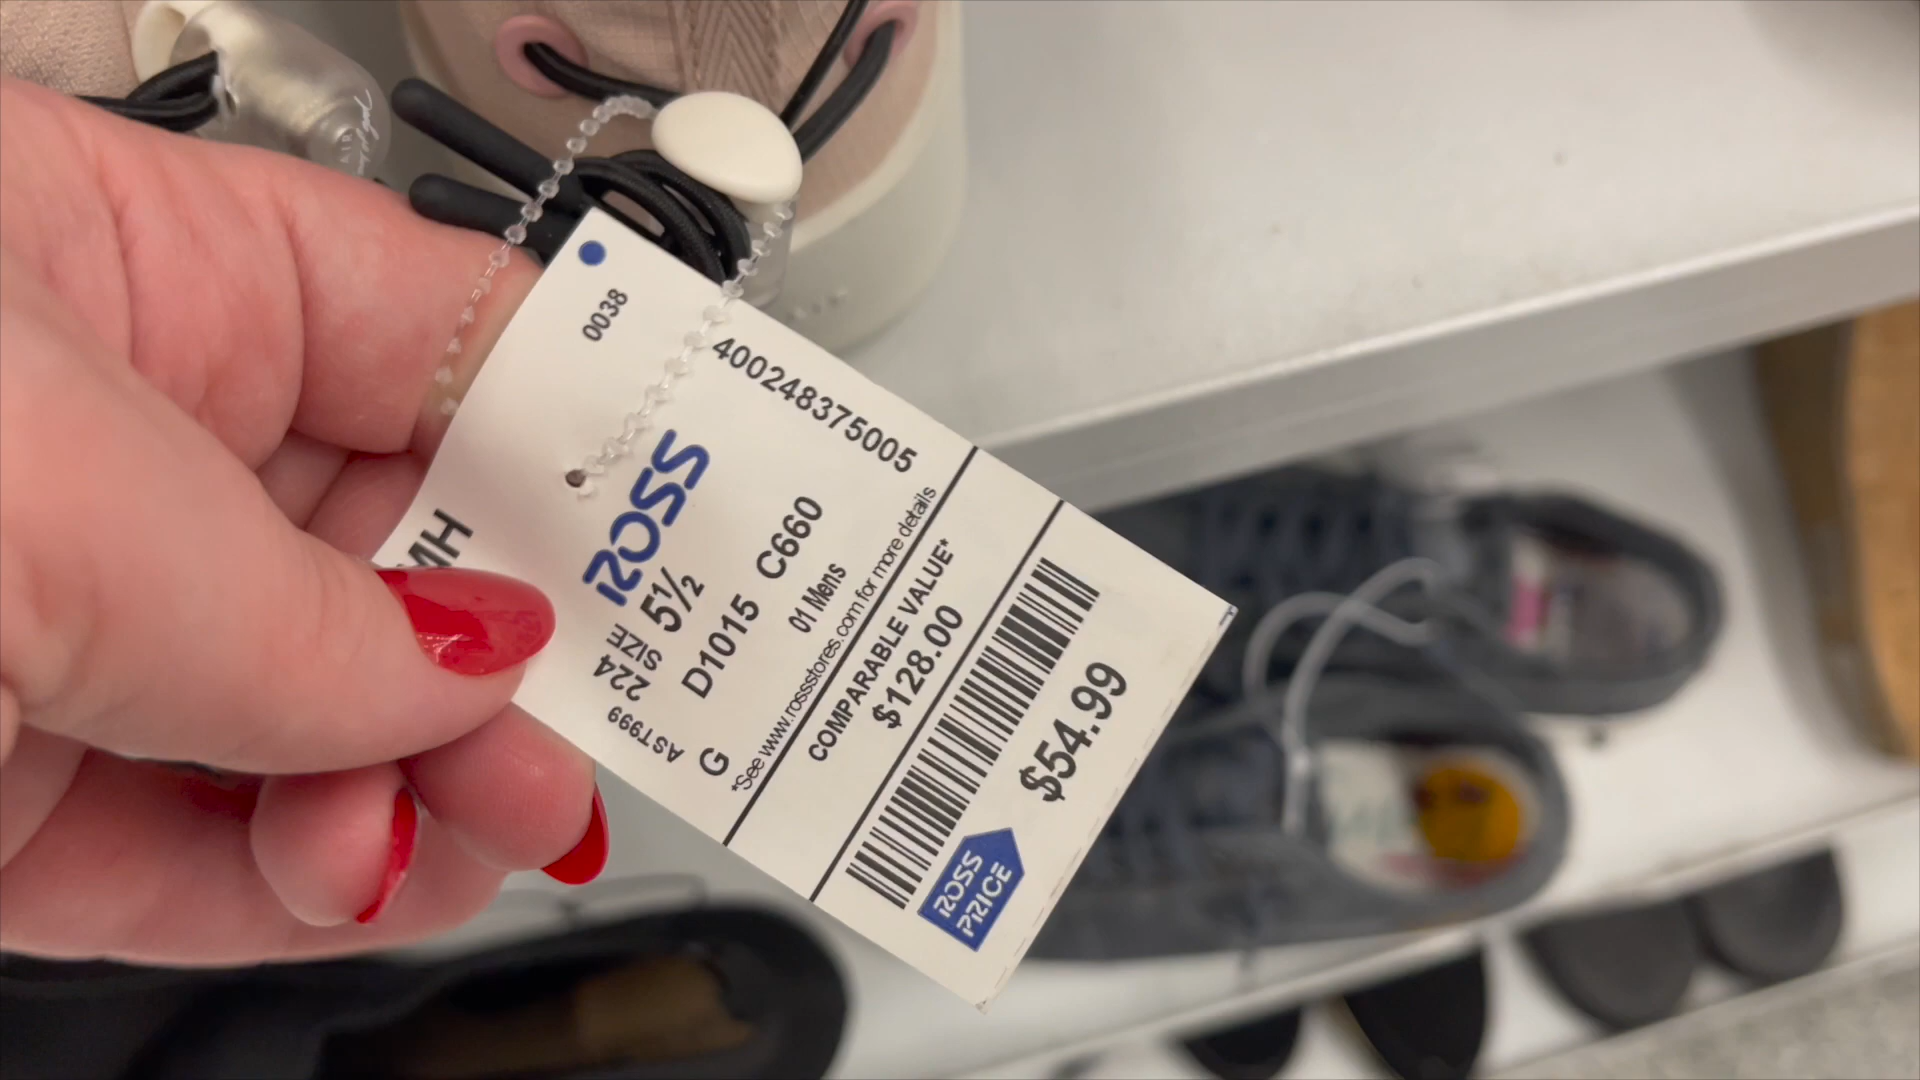 0038
400248375005
ROSS
MH
SIZE 5½
224
D1015 C660
01 Mens
AST999
G
*See www.rossstores.com for more details
COMPARABLE VALUE*
$128.00
$54.99
ROSS
PRICE
AIR